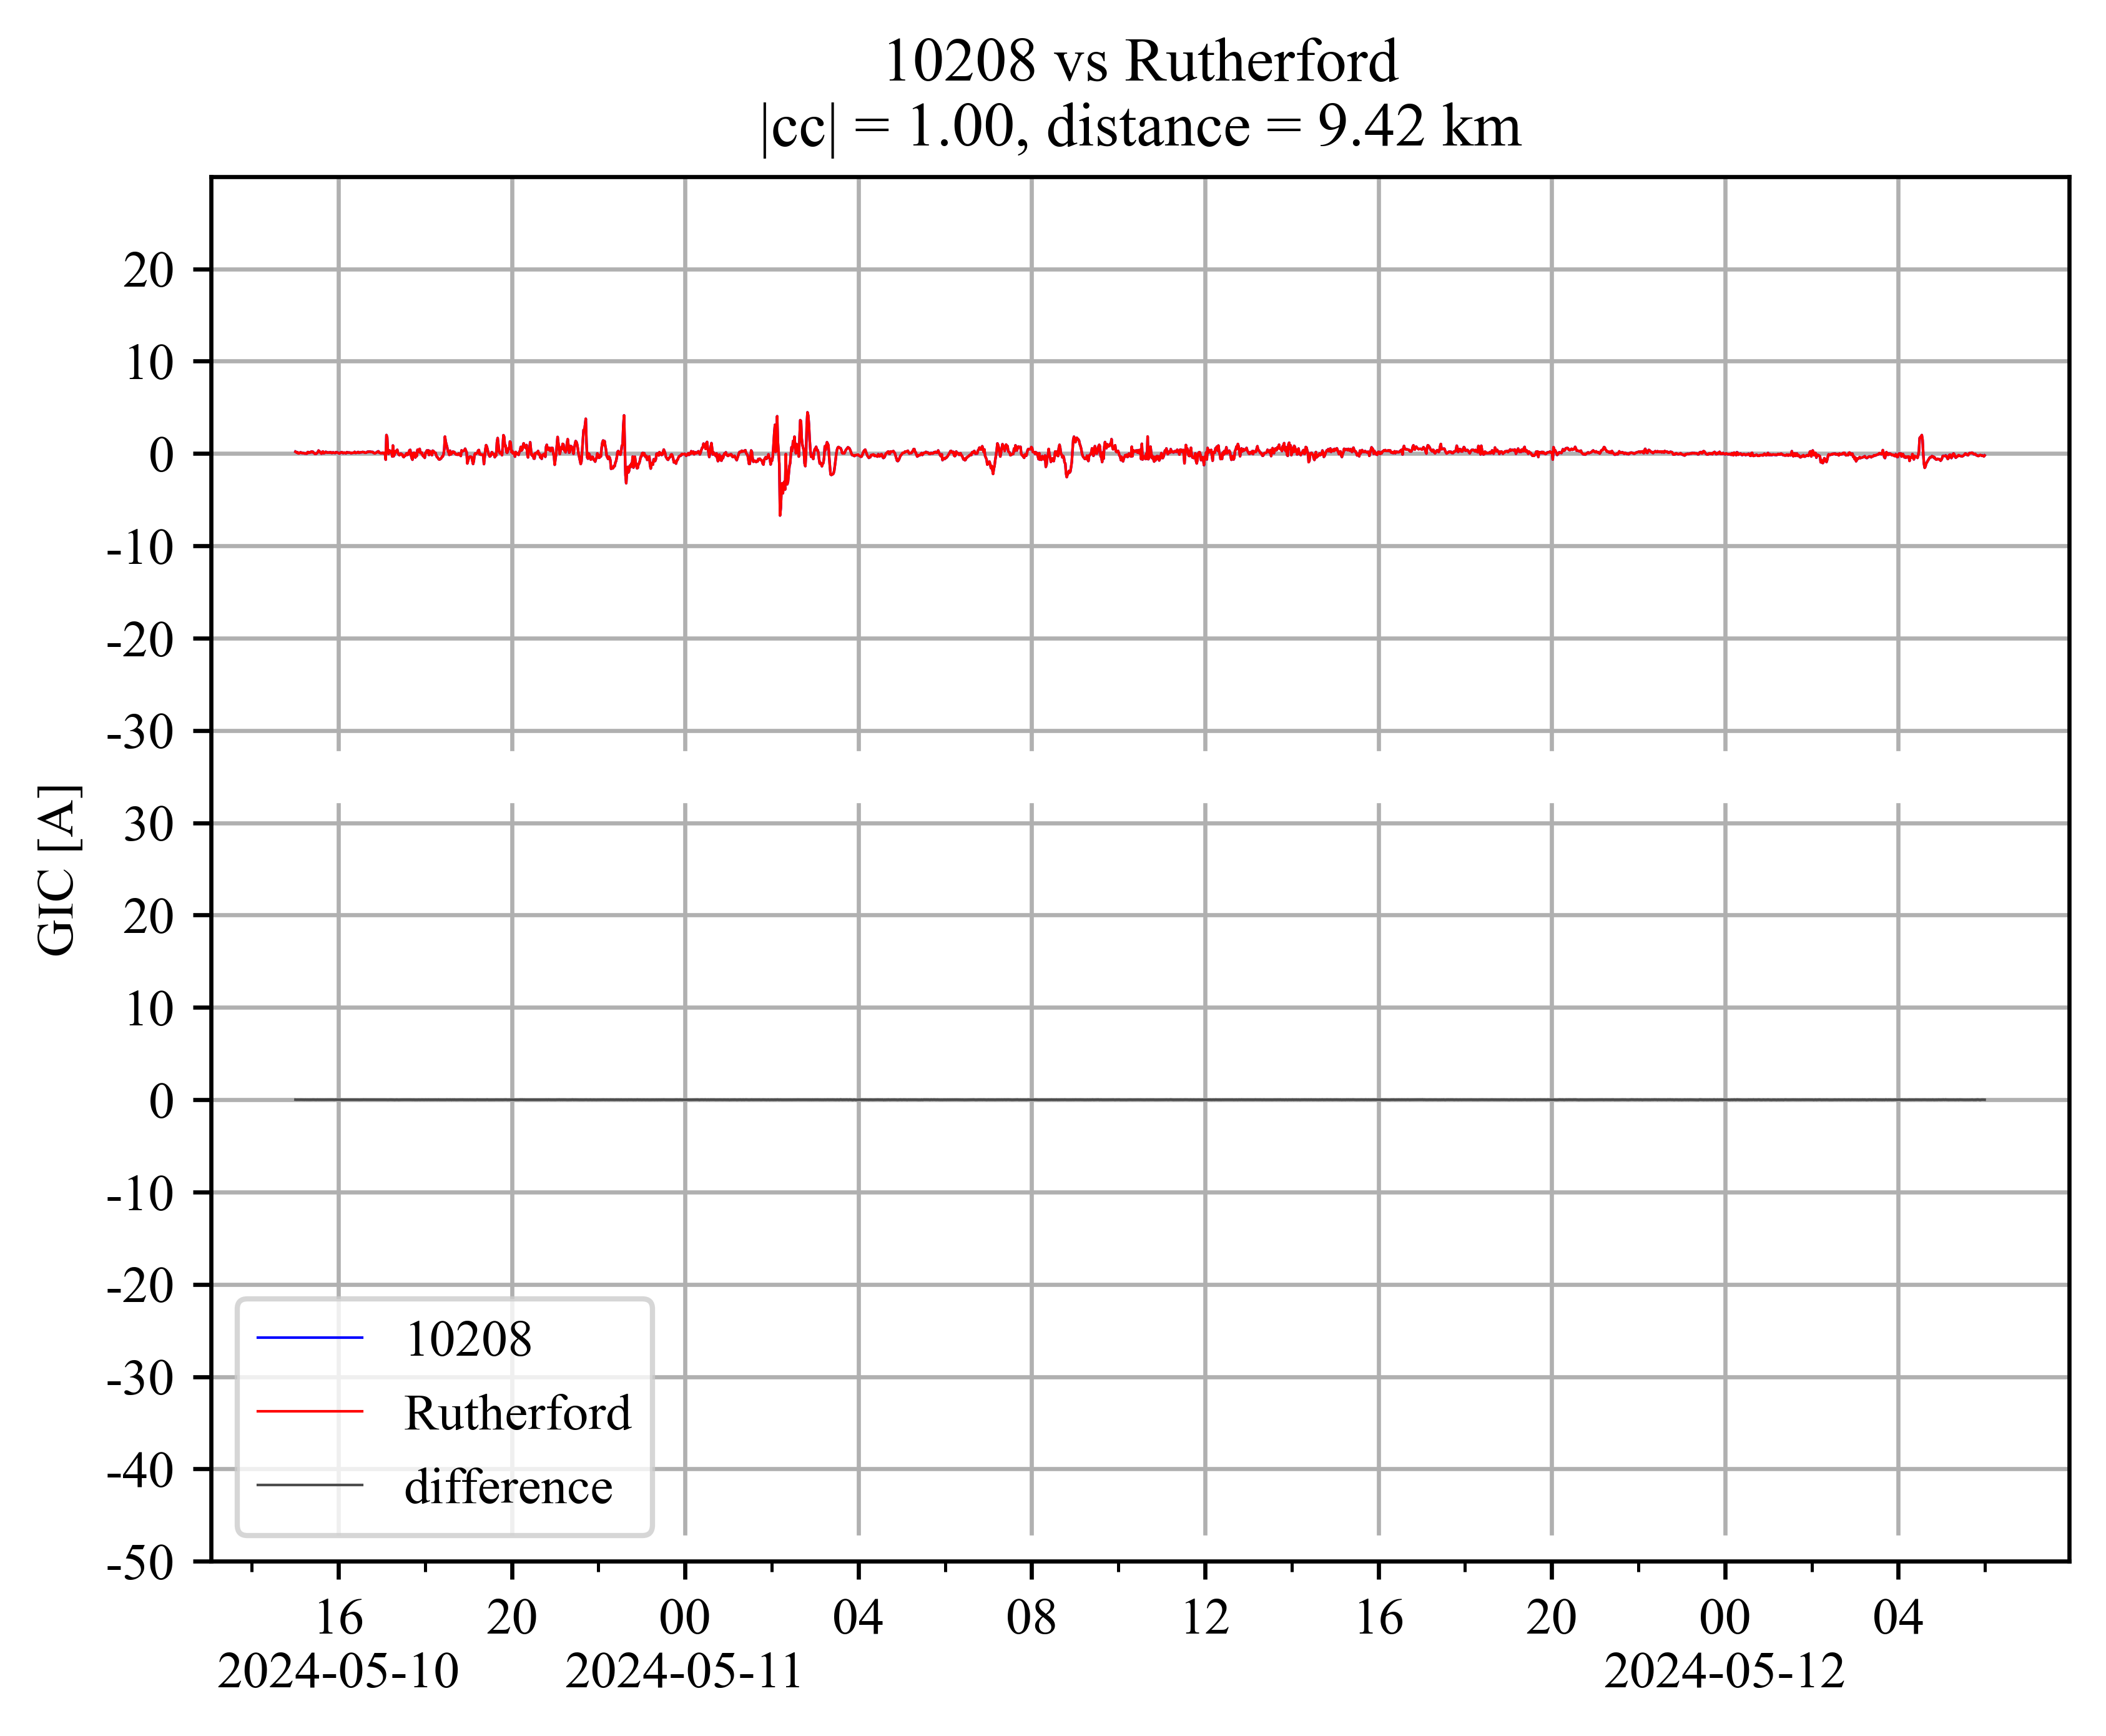 10208 vs Rutherford
|cc| = 1.00, distance = 9.42 km
GIC [A]
20
10
0
-10
-20
-30
30
20
10
0
-10
-20
-30
-40
-50
10208
Rutherford
difference
16 20 00 04 08 12 16 20 00 04
2024-05-10 2024-05-11 2024-05-12